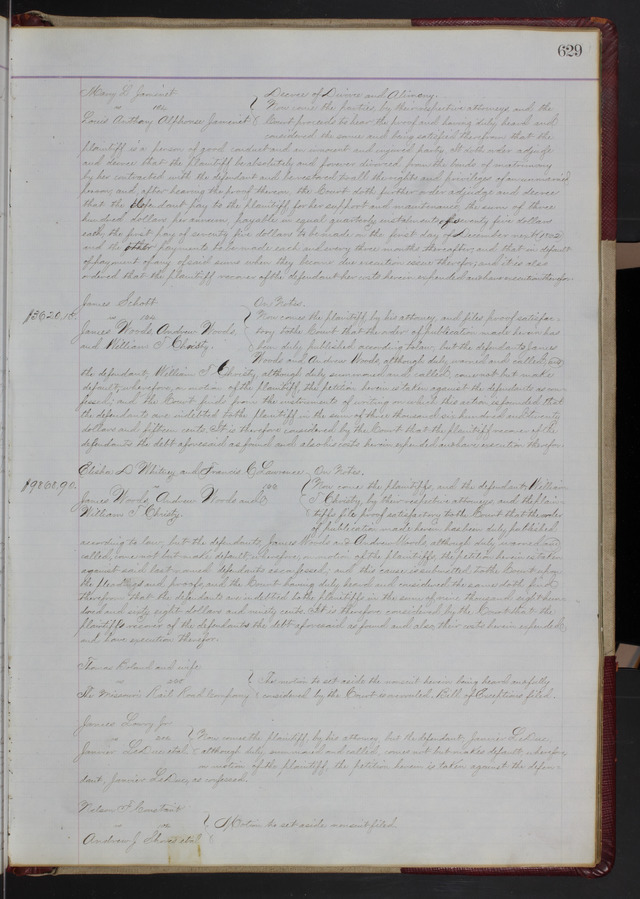 629
Mary L Jaminet Decree of Divorce and Alimony.
" vs { Now come the parties by their respective attorneys and the
Louis Anthony Alphonse Jaminet { Court proceeds to hear the proof and having duly heard and
considered the same and being satisfied therefrom that the
plaintiff is a person of good conduct and an innocent and injured party. It doth order adjudge
and decree that the plaintiff be absolutely and forever divorced from the bonds of matrimony
by her contracted with the defendant and be restored to all the rights and privileges of an unmarried
person, and, after hearing the proof thereon the Court doth further order adjudge and decree
that the defendant pay to the plaintiff for her support and maintenance, the sum of three
hundred dollars per annum, payable in equal quarterly instalments of seventy five dollars
each, the first pay of seventy five dollars to be made on the first day of December next
and the other payments to be made each and every three months thereafter, and that on default
of payment of any of said sums when they become due execution issue therefor; and it is also
ordered that the plaintiff recover of the defendant her costs herein expended and have execution therefor.
James Schott On Notes.
$3620.15. " vs { Now comes the plaintiff by his attorney, and files proof satisfac-
James Woods, Andrew Woods, { tory to the Court that the order of publication made herein has
and William T Christy. been duly published according to law, but the defendants James
Woods and Andrew Woods, although duly warned and called, and
the defendant, William T. Christy, although duly summoned and called, comes not but makes
default, wherefore, on motion of the plaintiff, the petition herein is taken against the defendants as con-
fessed; and the Court finds from the instruments of writing on which this action is founded that
the defendants are indebted to the plaintiff in the sum of three thousand six hundred and twenty
dollars and fifteen cents. It is therefore considered by the Court that the plaintiff recover of the
defendants the debt aforesaid as found and also his costs herein expended and have execution therefor.
Elisha D Whitney and Francis C Lawrence On Notes.
$9868.90. " vs { Now come the plaintiffs, and the defendant William
James Woods, Andrew Woods and { T Christy, by their respective attorneys, and the plain-
William T Christy. tiffs file proof satisfactory to the Court that the order
of publication made herein has been duly published
according to law, but the defendants, James Woods and Andrew Woods, although duly warned and
called, come not but make default, wherefore, on motion of the plaintiffs, the petition herein is taken
against said last named defendants as confessed; and this cause is submitted to the Court upon
the pleadings and proofs, and the Court having duly heard and considered the same doth find
therefrom that the defendants are indebted to the plaintiffs in the sum of nine thousand eight hun-
dred and sixty eight dollars and ninety cents. It is therefore considered by the Court that the
plaintiffs recover of the defendants the debt aforesaid as found and also their costs herein expended
and have execution therefor.
Thomas Boland and wife
" vs { The motion to set aside the nonsuit herein being heard and fully
The Missouri Rail Road Company { considered by the Court is overruled. Bill of Exceptions filed.
James Lowry Jr
" vs { Now comes the plaintiff, by his attorney, but the defendant, Janvier LeDuc,
Janvier LeDuc et al { although duly summoned and called, comes not but makes default, wherefore,
on motion of the plaintiff, the petition herein is taken against the defen-
dant, Janvier LeDuc, as confessed.
Nelson F Constant
" vs { Motion to set aside nonsuit filed.
Andrew J et al